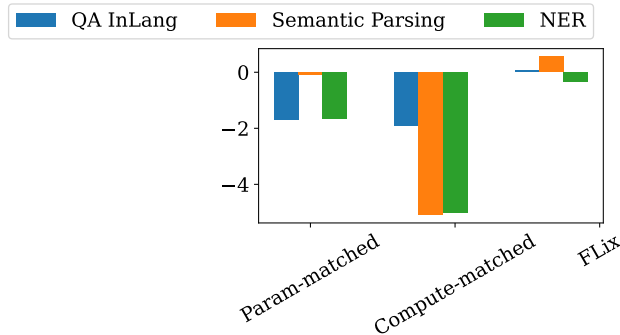 QA InLang Semantic Parsing NER
0
−2
−4
Param-matched
Compute-matched
FLix